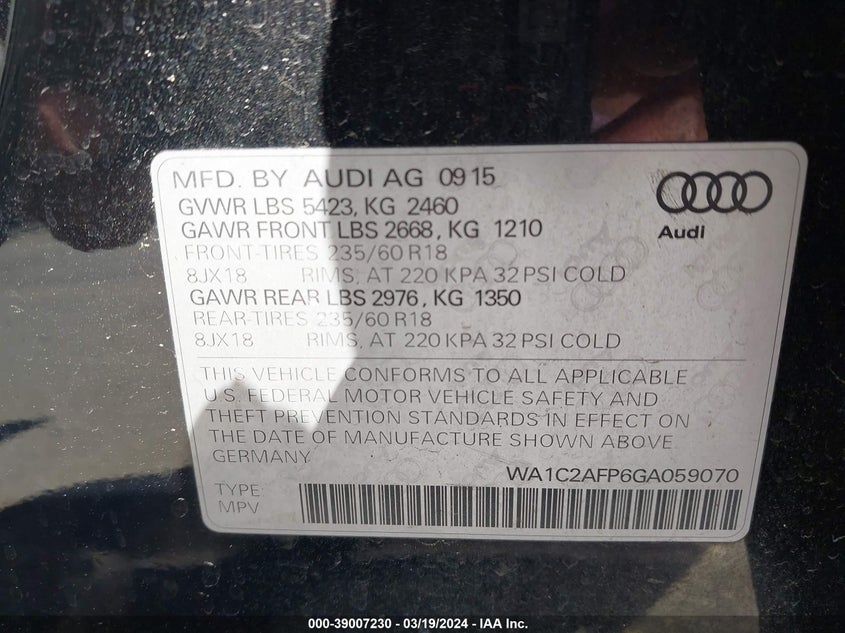 MFD. BY AUDI AG 0915
GVWR LBS 5423, KG 2460
GAWR FRONT LBS 2668, KG 1210
FRONT-TIRES 235/60 R18
8JX18 RIMS, AT 220 KPA 32 PSI COLD
GAWR REAR LBS 2976, KG 1350
REAR-TIRES 235/60 R18
8JX18 RIMS, AT 220 KPA 32 PSI COLD
Audi
THIS VEHICLE CONFORMS TO ALL APPLICABLE
U.S. FEDERAL MOTOR VEHICLE SAFETY AND
THEFT PREVENTION STANDARDS IN EFFECT ON
THE DATE OF MANUFACTURE SHOWN ABOVE
GERMANY
WA1C2AFP6GA059070
TYPE:
MPV
000-39007230 - 03/19/2024 - IAA Inc.